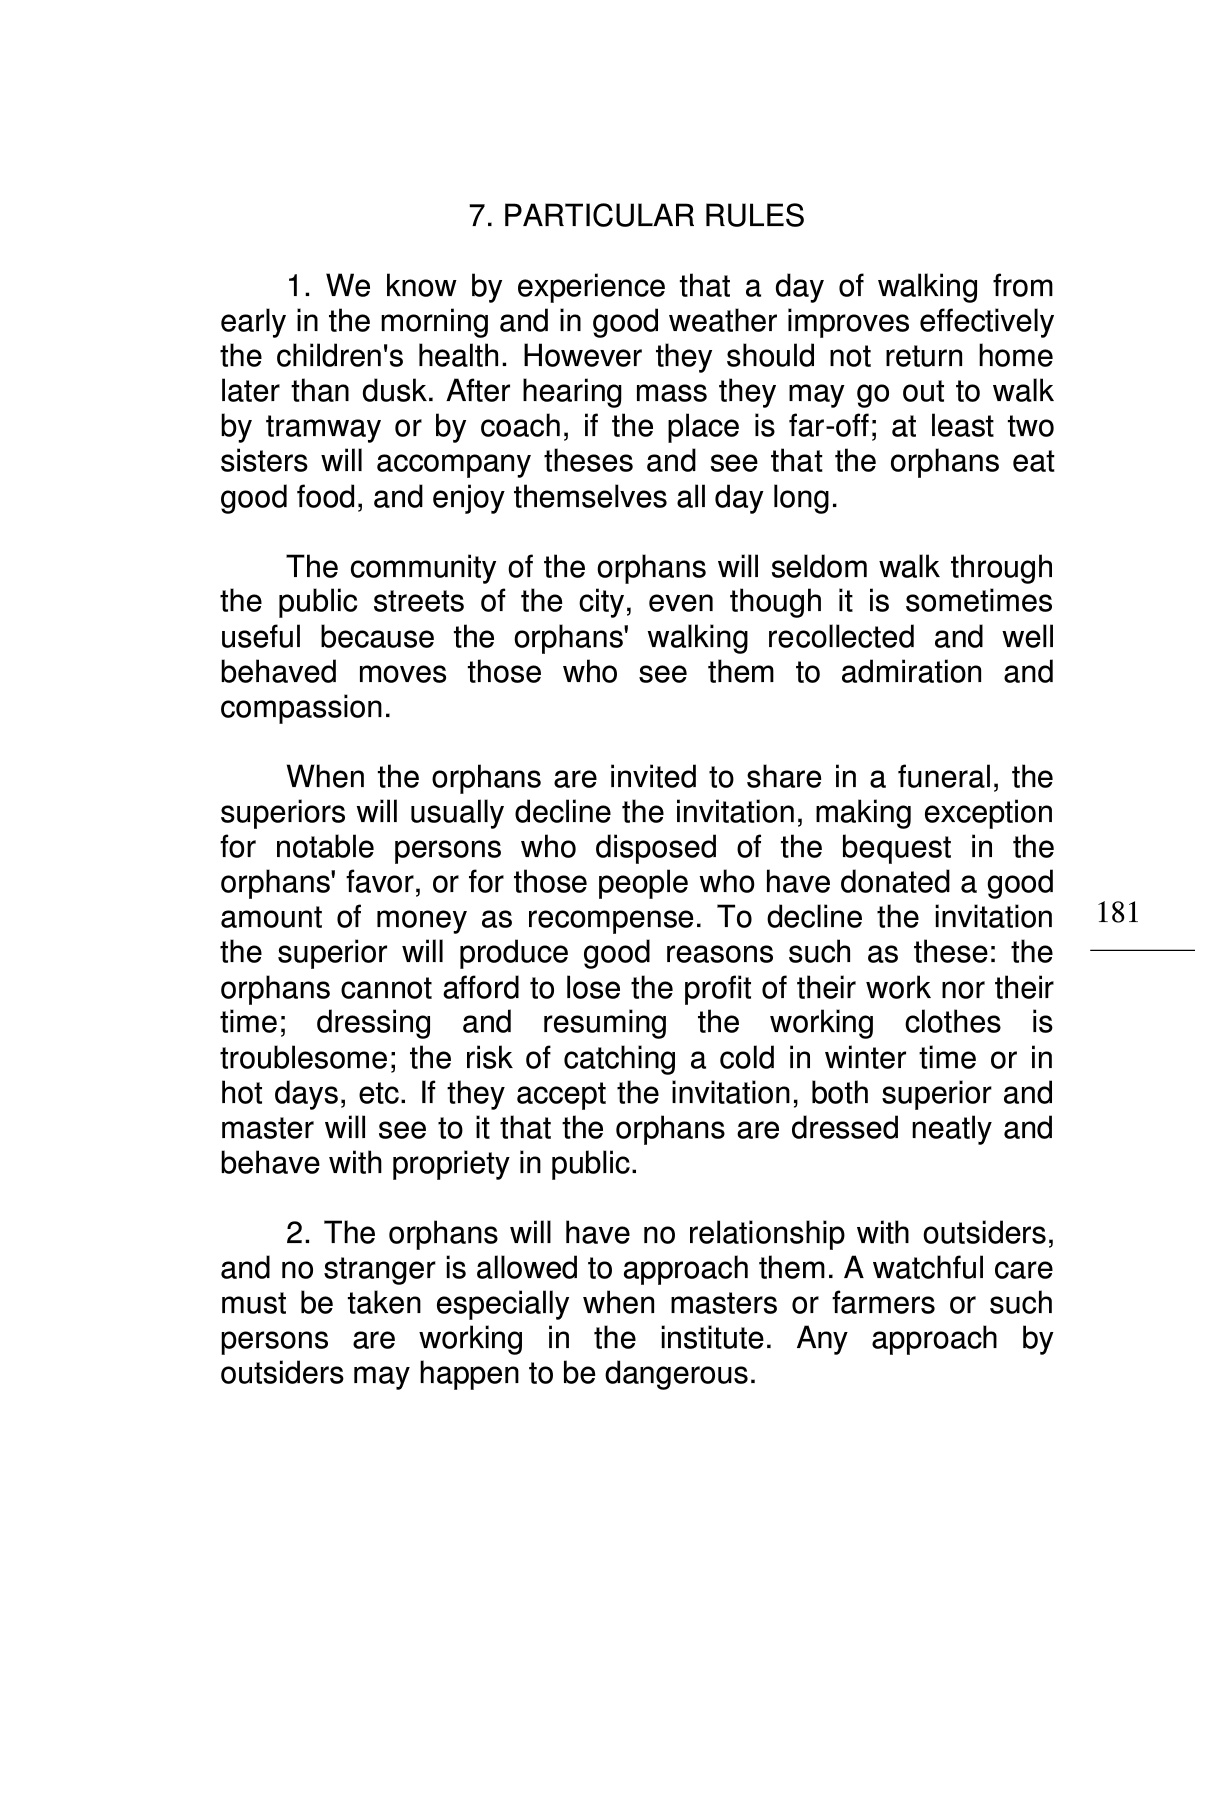 7. PARTICULAR RULES
1. We know by experience that a day of walking from
early in the morning and in good weather improves effectively
the children's health. However they should not return home
later than dusk. After hearing mass they may go out to walk
by tramway or by coach, if the place is far-off; at least two
sisters will accompany theses and see that the orphans eat
good food, and enjoy themselves all day long.
The community of the orphans will seldom walk through
the public streets of the city, even though it is sometimes
useful because the orphans' walking recollected and well
behaved moves those who see them to admiration and
compassion.
When the orphans are invited to share in a funeral, the
superiors will usually decline the invitation, making exception
for notable persons who disposed of the bequest in the
orphans' favor, or for those people who have donated a good
amount of money as recompense. To decline the invitation
the superior will produce good reasons such as these: the
orphans cannot afford to lose the profit of their work nor their
time; dressing and resuming the working clothes is
troublesome; the risk of catching a cold in winter time or in
hot days, etc. If they accept the invitation, both superior and
master will see to it that the orphans are dressed neatly and
behave with propriety in public.
2. The orphans will have no relationship with outsiders,
and no stranger is allowed to approach them. A watchful care
must be taken especially when masters or farmers or such
persons are working in the institute. Any approach by
outsiders may happen to be dangerous.
181